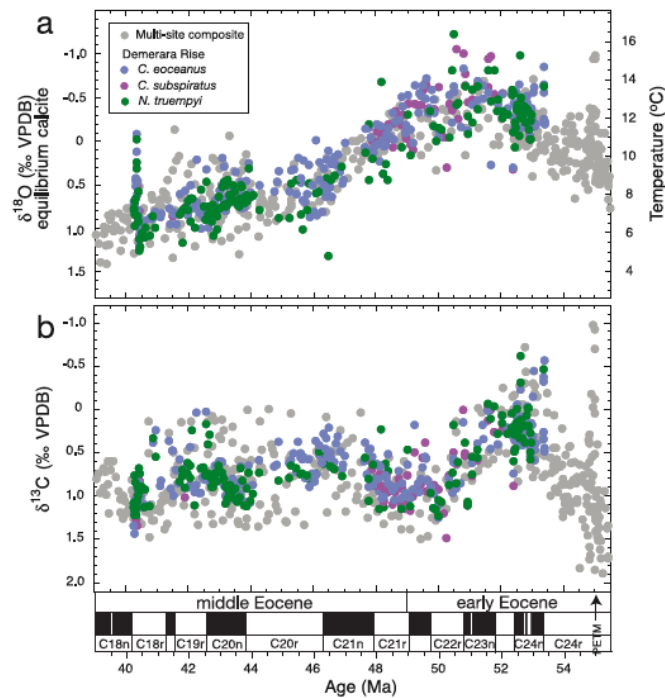 a
Multi-site composite
Demerara Rise
C. eoceanus
C. subspiratus
N. truempyi
δ18O (‰ VPDB)
equilibrium calcite
-1.0
-0.5
0
0.5
1.0
1.5
16
14
12
10
8
6
4
Temperature (ºC)
b
δ13C (‰ VPDB)
-1.0
-0.5
0
0.5
1.0
1.5
2.0
middle Eocene
early Eocene
PETM
C18n
C18r
C19r
C20n
C20r
C21n
C21r
C22r
C23n
C24n
C24r
40
42
44
46
48
50
52
54
Age (Ma)